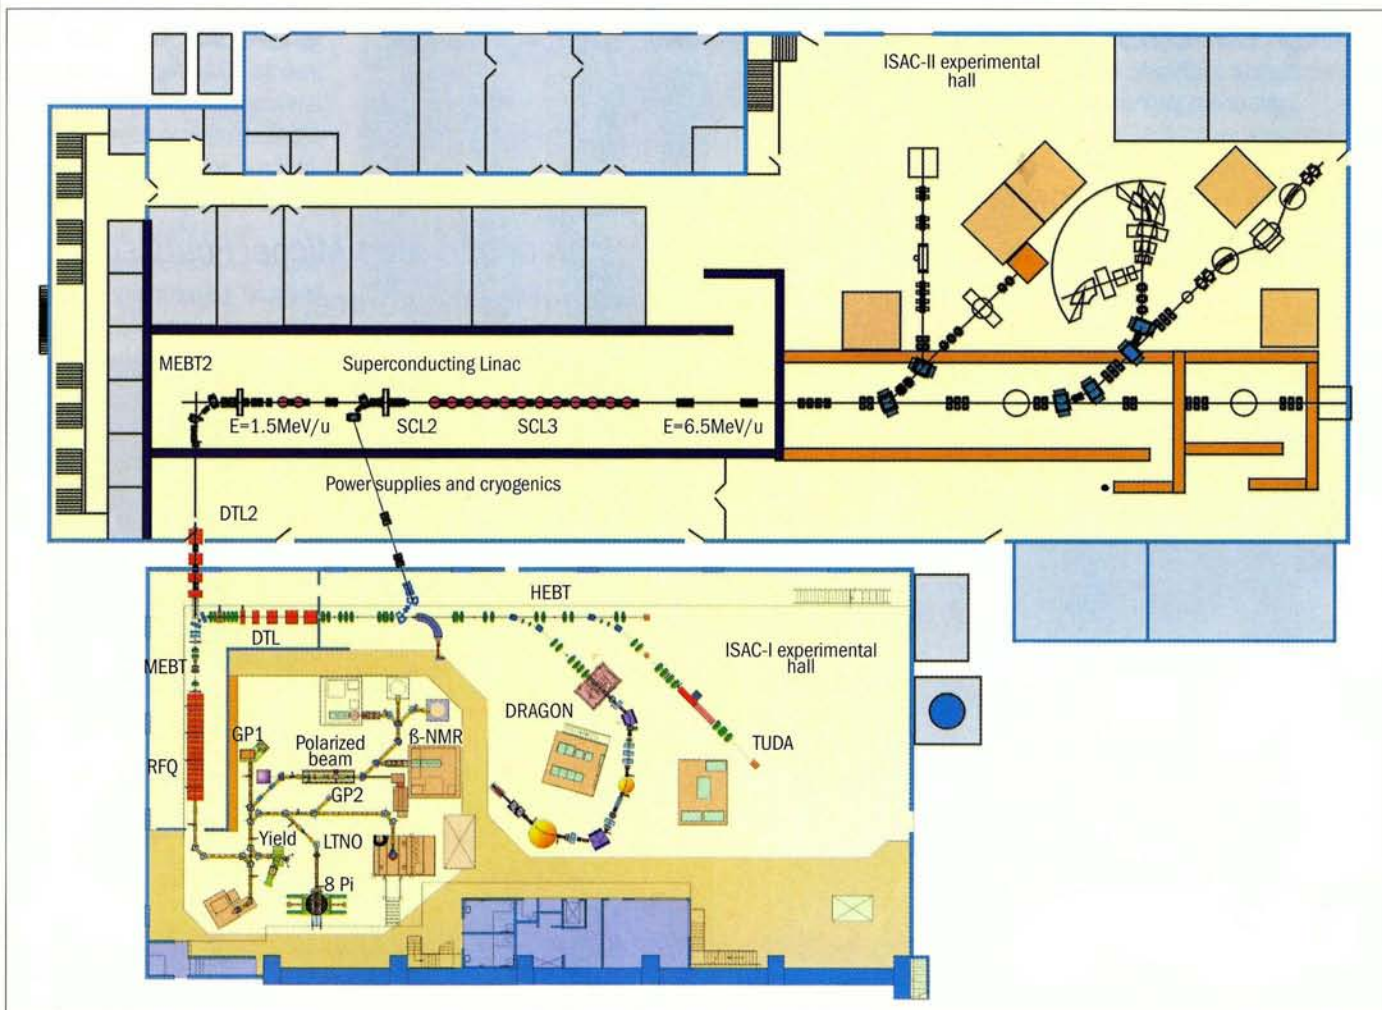 ISAC-II experimental
hall
MEBT2
Superconducting Linac
E=1.5MeV/u
SCL2
SCL3
E=6.5MeV/u
Power supplies and cryogenics
DTL2
HEBT
DTL
MEBT
ISAC-I experimental
hall
DRAGON
GP1
Polarized
beam
ß-NMR
TUDA
RFQ
GP2
Yield
LTNO
8 Pi